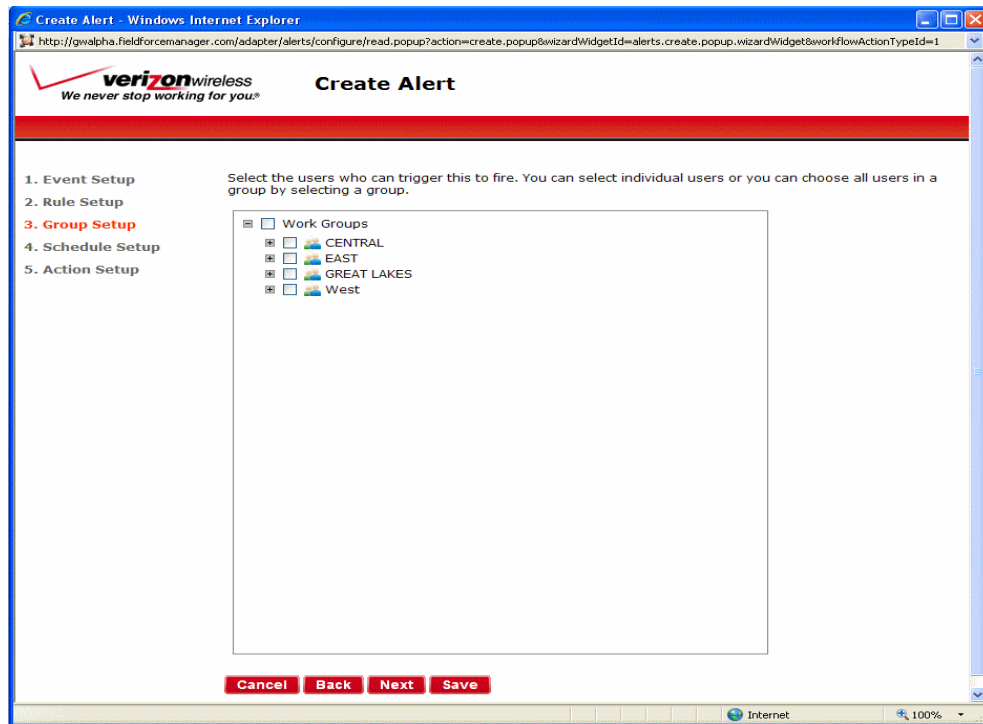 Create Alert - Windows Internet Explorer
http://gwalpha.fieldforcemanager.com/adapter/alerts/configure/read.popup?action=create.popup&wizardWidgetId=alerts.create.popup.wizardWidget&workflowActionTypeId=1
verizonwireless
We never stop working for you.®
Create Alert
1. Event Setup
2. Rule Setup
3. Group Setup
4. Schedule Setup
5. Action Setup
Select the users who can trigger this to fire. You can select individual users or you can choose all users in a
group by selecting a group.
Work Groups
CENTRAL
EAST
GREAT LAKES
West
Cancel Back Next Save
Internet 100%